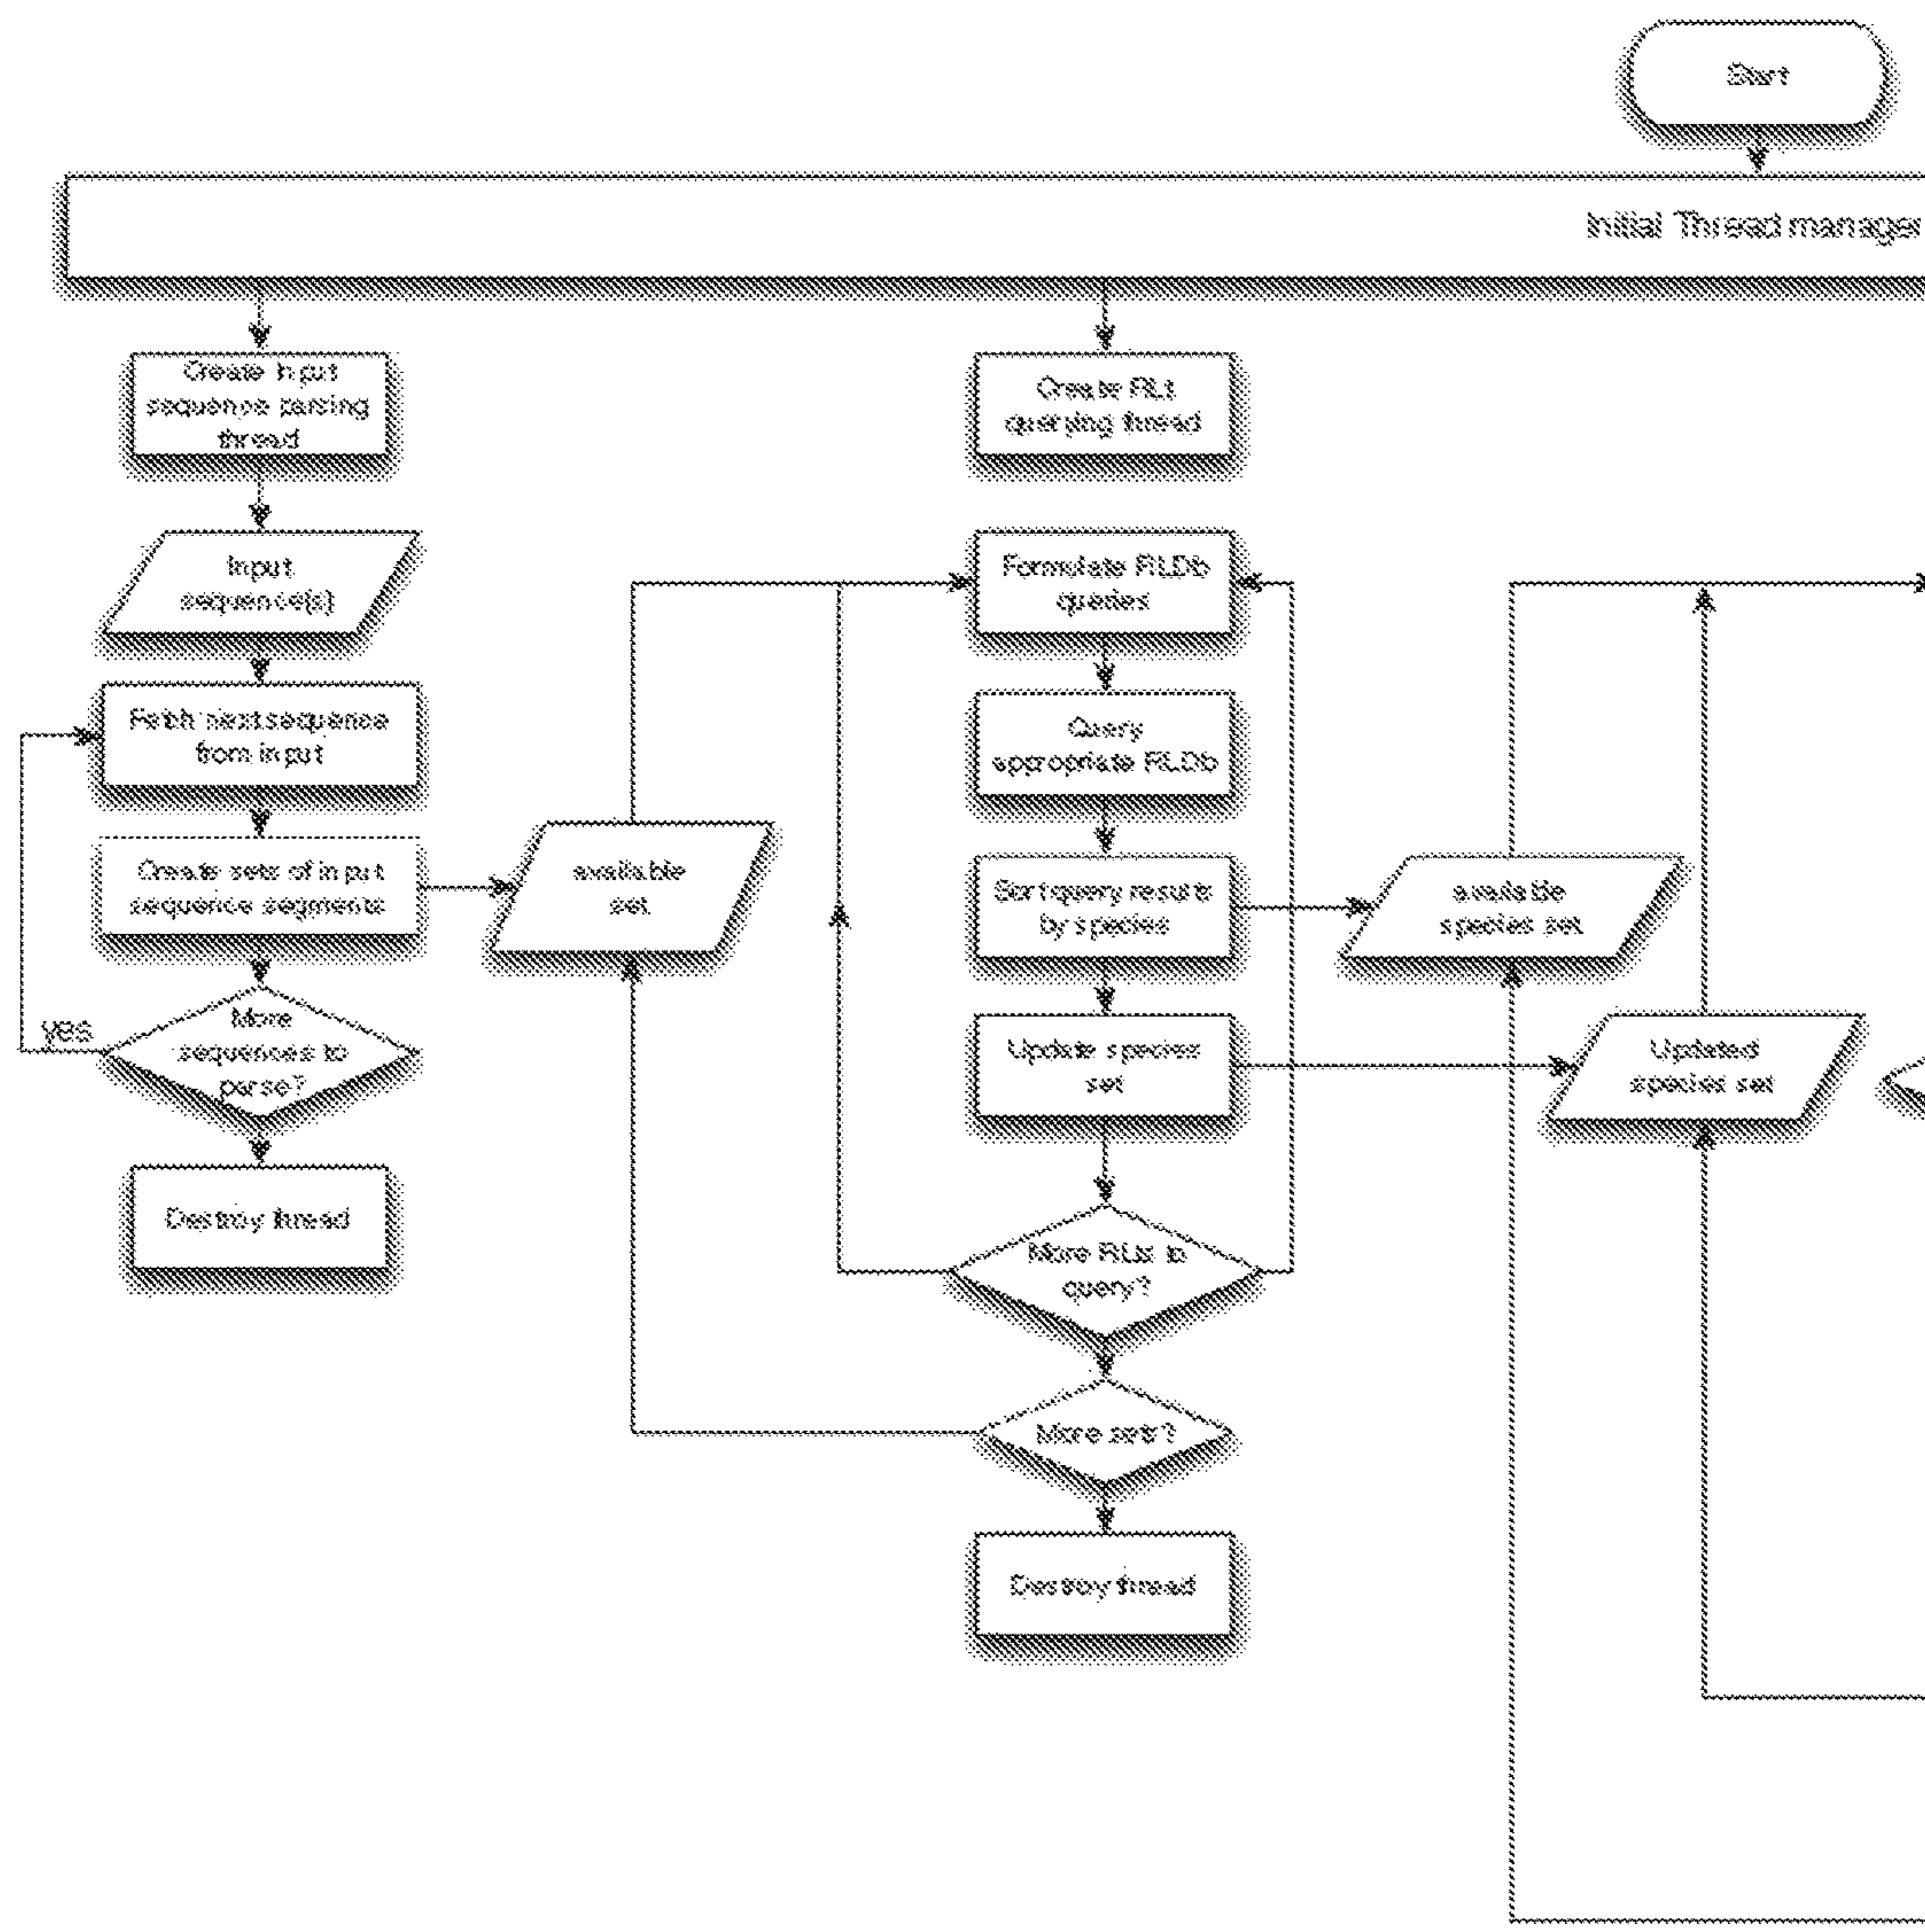 Start
Initial Thread manager
Create input
sequence parsing
thread
Input
sequence(s)
Fetch next sequence
from input
Create sets of input
sequence segments
YES
More
sequences to
parse?
Destroy thread
available
set
Create
querying thread
Formulate RLDb
queries
Query
appropriate RLDb
Sort query results
by species
Update species
set
More to
query?
More sets?
Destroy thread
available
species set
Updated
species set